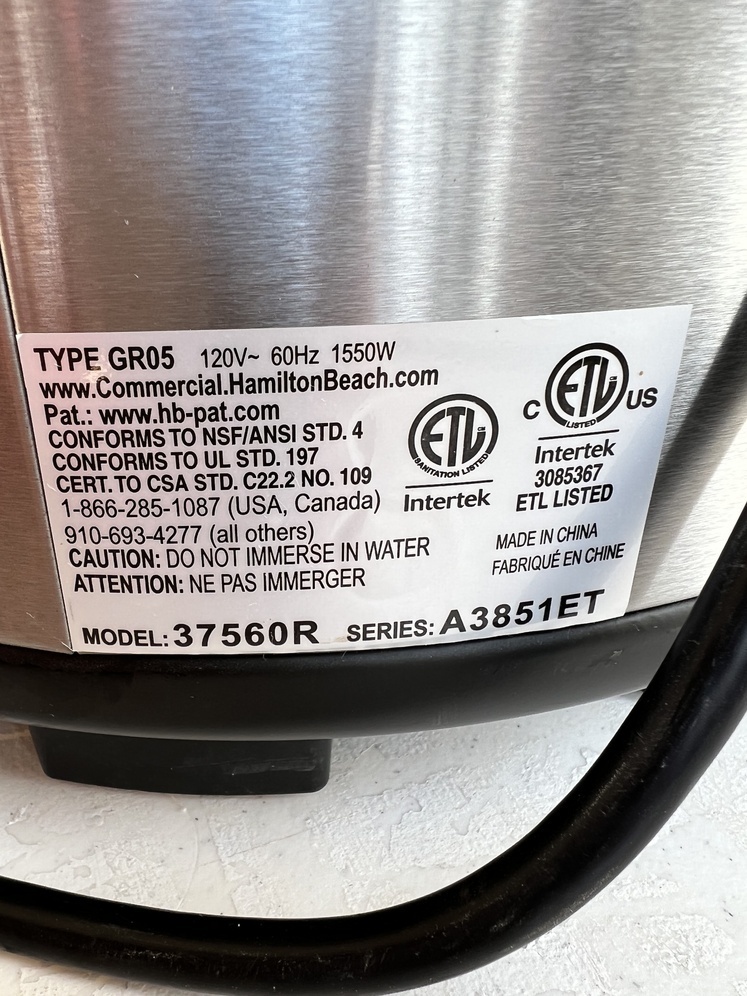 TYPE GR05 120V~ 60Hz 1550W
www.Commercial.HamiltonBeach.com
Pat.: www.hb-pat.com
CONFORMS TO NSF/ANSI STD. 4
CONFORMS TO UL STD. 197
CERT. TO CSA STD. C22.2 NO. 109
1-866-285-1087 (USA, Canada)
910-693-4277 (all others)
CAUTION: DO NOT IMMERSE IN WATER
ATTENTION: NE PAS IMMERGER
ETL CM
SANITATION LISTED
Intertek
C ETL CM US
LISTED
Intertek
3085367
ETL LISTED
MADE IN CHINA
FABRIQUÉ EN CHINE
MODEL: 37560R SERIES: A3851ET